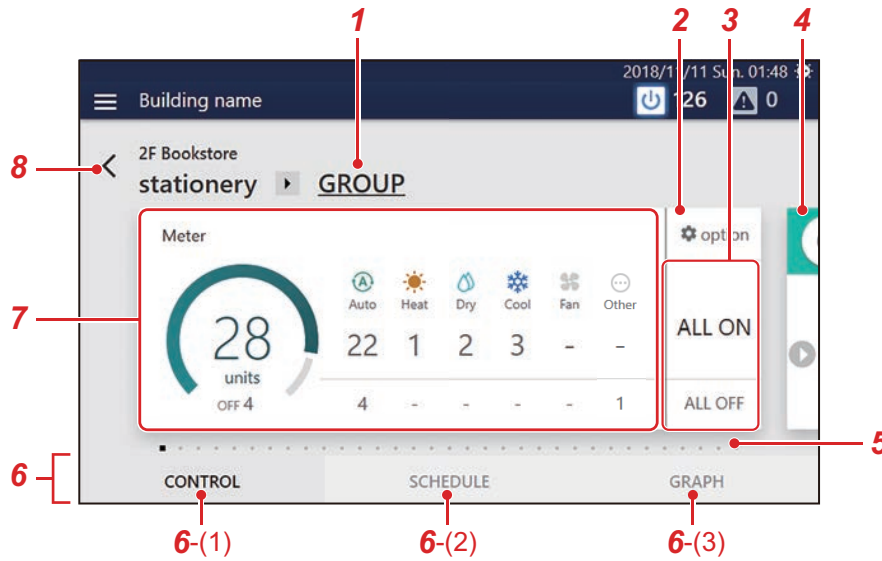 1 2 3 4
2018/11/11 Sun. 01:48
Building name 126 0
8 2F Bookstore
stationery GROUP
Meter option
Auto Heat Dry Cool Fan Other
7 28 22 1 2 3 - - ALL ON
units
OFF 4 4 - - - - 1 ALL OFF
5
6 CONTROL SCHEDULE GRAPH
6-(1) 6-(2) 6-(3)